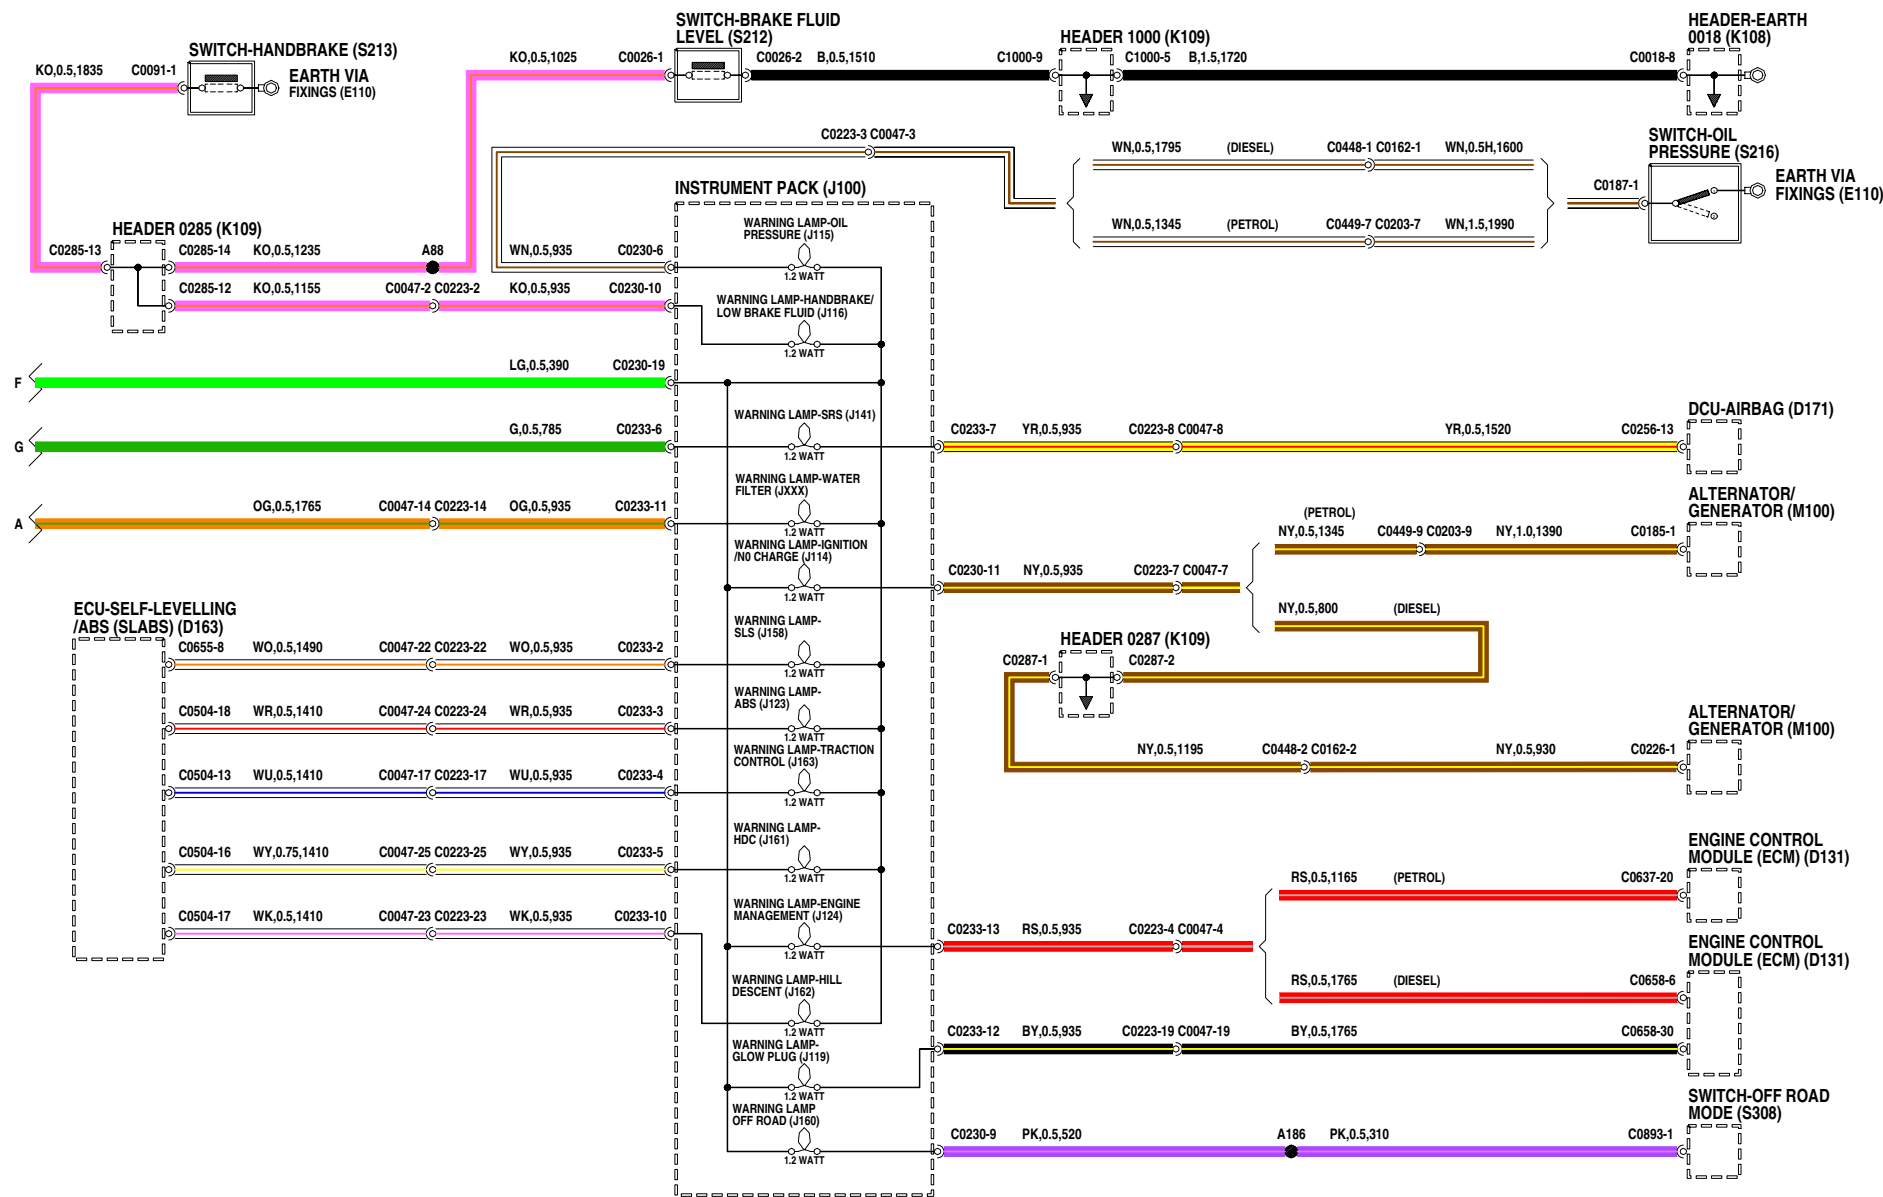 SWITCH-HANDBRAKE (S213)
KO,0.5,1835
C0091-1
EARTH VIA
FIXINGS (E110)
SWITCH-BRAKE FLUID
LEVEL (S212)
KO,0.5,1025
C0026-1
C0026-2
B,0.5,1510
HEADER 1000 (K109)
C1000-9
C1000-5
B,1.5,1720
HEADER-EARTH
0018 (K108)
C0018-8
C0223-3 C0047-3
WN,0.5,1795
(DIESEL)
C0448-1 C0162-1
WN,0.5H,1600
SWITCH-OIL
PRESSURE (S216)
C0187-1
EARTH VIA
FIXINGS (E110)
WN,0.5,1345
(PETROL)
C0449-7 C0203-7
WN,1.5,1990
INSTRUMENT PACK (J100)
HEADER 0285 (K109)
C0285-13
C0285-14
KO,0.5,1235
A88
WN,0.5,935
C0230-6
WARNING LAMP-OIL
PRESSURE (J115)
1.2 WATT
C0285-12
KO,0.5,1155
C0047-2 C0223-2
KO,0.5,935
C0230-10
WARNING LAMP-HANDBRAKE/
LOW BRAKE FLUID (J116)
1.2 WATT
F
LG,0.5,390
C0230-19
G
G,0.5,785
C0233-6
WARNING LAMP-SRS (J141)
1.2 WATT
C0233-7
YR,0.5,935
C0223-8 C0047-8
YR,0.5,1520
C0256-13
DCU-AIRBAG (D171)
A
OG,0.5,1765
C0047-14 C0223-14
OG,0.5,935
C0233-11
WARNING LAMP-WATER
FILTER (JXXX)
1.2 WATT
WARNING LAMP-IGNITION
/N0 CHARGE (J114)
1.2 WATT
C0230-11
NY,0.5,935
C0223-7 C0047-7
(PETROL)
NY,0.5,1345
C0449-9 C0203-9
NY,1.0,1390
C0185-1
ALTERNATOR/
GENERATOR (M100)
NY,0.5,800
(DIESEL)
HEADER 0287 (K109)
C0287-1
C0287-2
NY,0.5,1195
C0448-2 C0162-2
NY,0.5,930
C0226-1
ALTERNATOR/
GENERATOR (M100)
ECU-SELF-LEVELLING
/ABS (SLABS) (D163)
C0655-8
WO,0.5,1490
C0047-22 C0223-22
WO,0.5,935
C0233-2
WARNING LAMP-
SLS (J158)
1.2 WATT
C0504-18
WR,0.5,1410
C0047-24 C0223-24
WR,0.5,935
C0233-3
WARNING LAMP-
ABS (J123)
1.2 WATT
C0504-13
WU,0.5,1410
C0047-17 C0223-17
WU,0.5,935
C0233-4
WARNING LAMP-TRACTION
CONTROL (J163)
1.2 WATT
C0504-16
WY,0.75,1410
C0047-25 C0223-25
WY,0.5,935
C0233-5
WARNING LAMP-
HDC (J161)
1.2 WATT
C0504-17
WK,0.5,1410
C0047-23 C0223-23
WK,0.5,935
C0233-10
WARNING LAMP-ENGINE
MANAGEMENT (J124)
1.2 WATT
C0233-13
RS,0.5,935
C0223-4 C0047-4
RS,0.5,1165
(PETROL)
C0637-20
ENGINE CONTROL
MODULE (ECM) (D131)
RS,0.5,1765
(DIESEL)
C0658-6
ENGINE CONTROL
MODULE (ECM) (D131)
WARNING LAMP-HILL
DESCENT (J162)
1.2 WATT
C0233-12
BY,0.5,935
C0223-19 C0047-19
BY,0.5,1765
C0658-30
WARNING LAMP-
GLOW PLUG (J119)
1.2 WATT
WARNING LAMP
OFF ROAD (J160)
1.2 WATT
C0230-9
PK,0.5,520
A186
PK,0.5,310
C0893-1
SWITCH-OFF ROAD
MODE (S308)